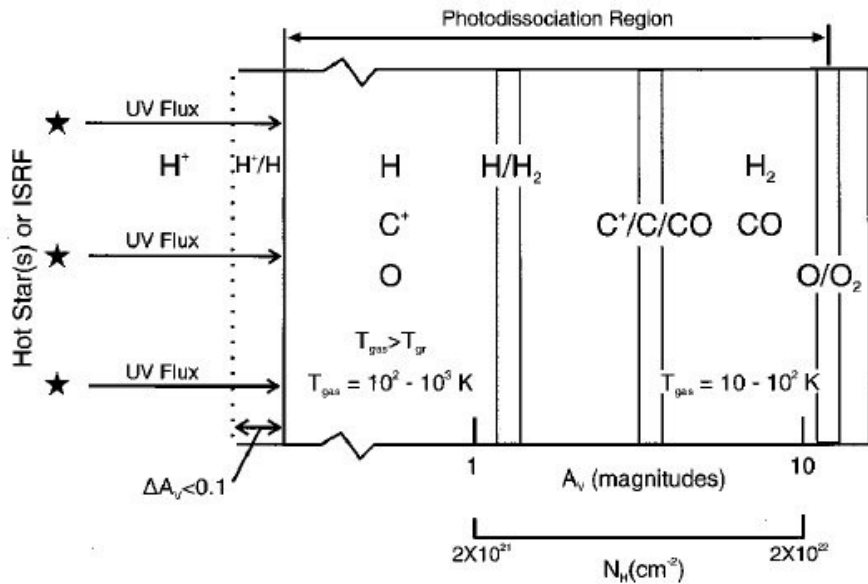 Photodissociation Region
Hot Star(s) or ISRF
UV Flux
H⁺
H⁺/H
H
H/H₂
H₂
UV Flux
C⁺
C⁺/C/CO
CO
O
O/O₂
T_gas>T_gr
UV Flux
T_gas = 10² - 10³ K
T_gas = 10 - 10² K
ΔA_V<0.1
1
A_V (magnitudes)
10
2X10²¹
N_H(cm⁻²)
2X10²²